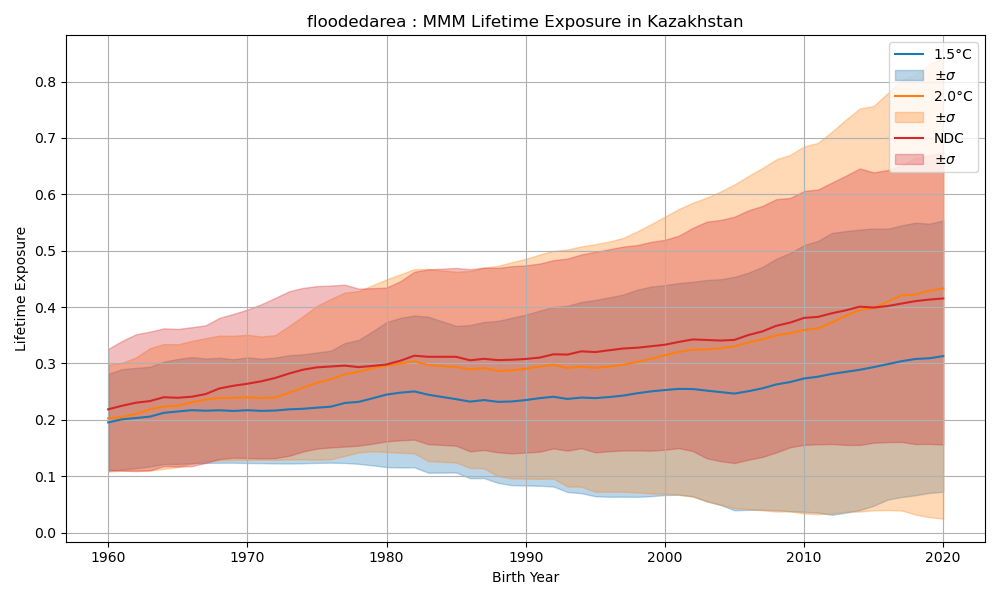 floodedarea : MMM Lifetime Exposure in Kazakhstan
1.5°C
±σ
2.0°C
±σ
NDC
±σ
Lifetime Exposure
0.8
0.7
0.6
0.5
0.4
0.3
0.2
0.1
0.0
1960 1970 1980 1990 2000 2010 2020
Birth Year